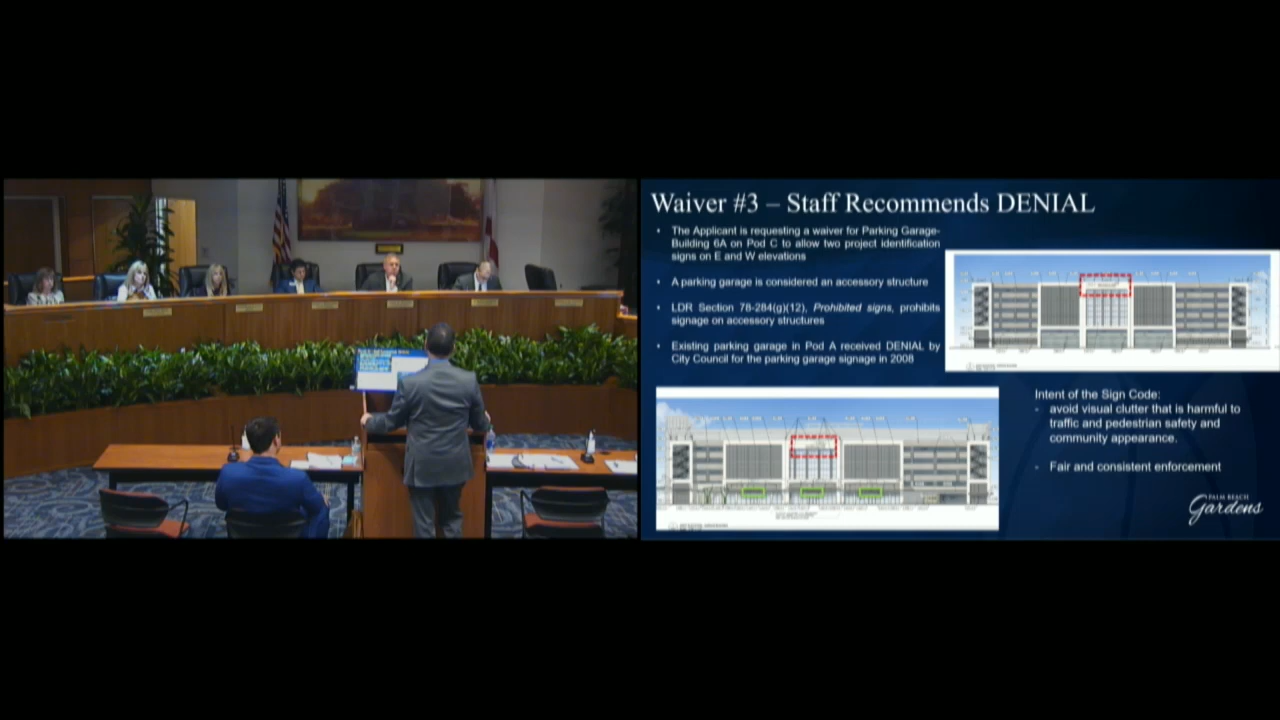 Waiver #3 – Staff Recommends DENIAL
• The Applicant is requesting a waiver for Parking Garage-
Building 6A on Pod C to allow two project identification
signs on E and W elevations
• A parking garage is considered an accessory structure
• LDR Section 78-284(g)(12), Prohibited signs, prohibits
signage on accessory structures
• Existing parking garage in Pod A received DENIAL by
City Council for the parking garage signage in 2008
Intent of the Sign Code:
- avoid visual clutter that is harmful to
traffic and pedestrian safety and
community appearance.
- Fair and consistent enforcement
PALM BEACH
Gardens